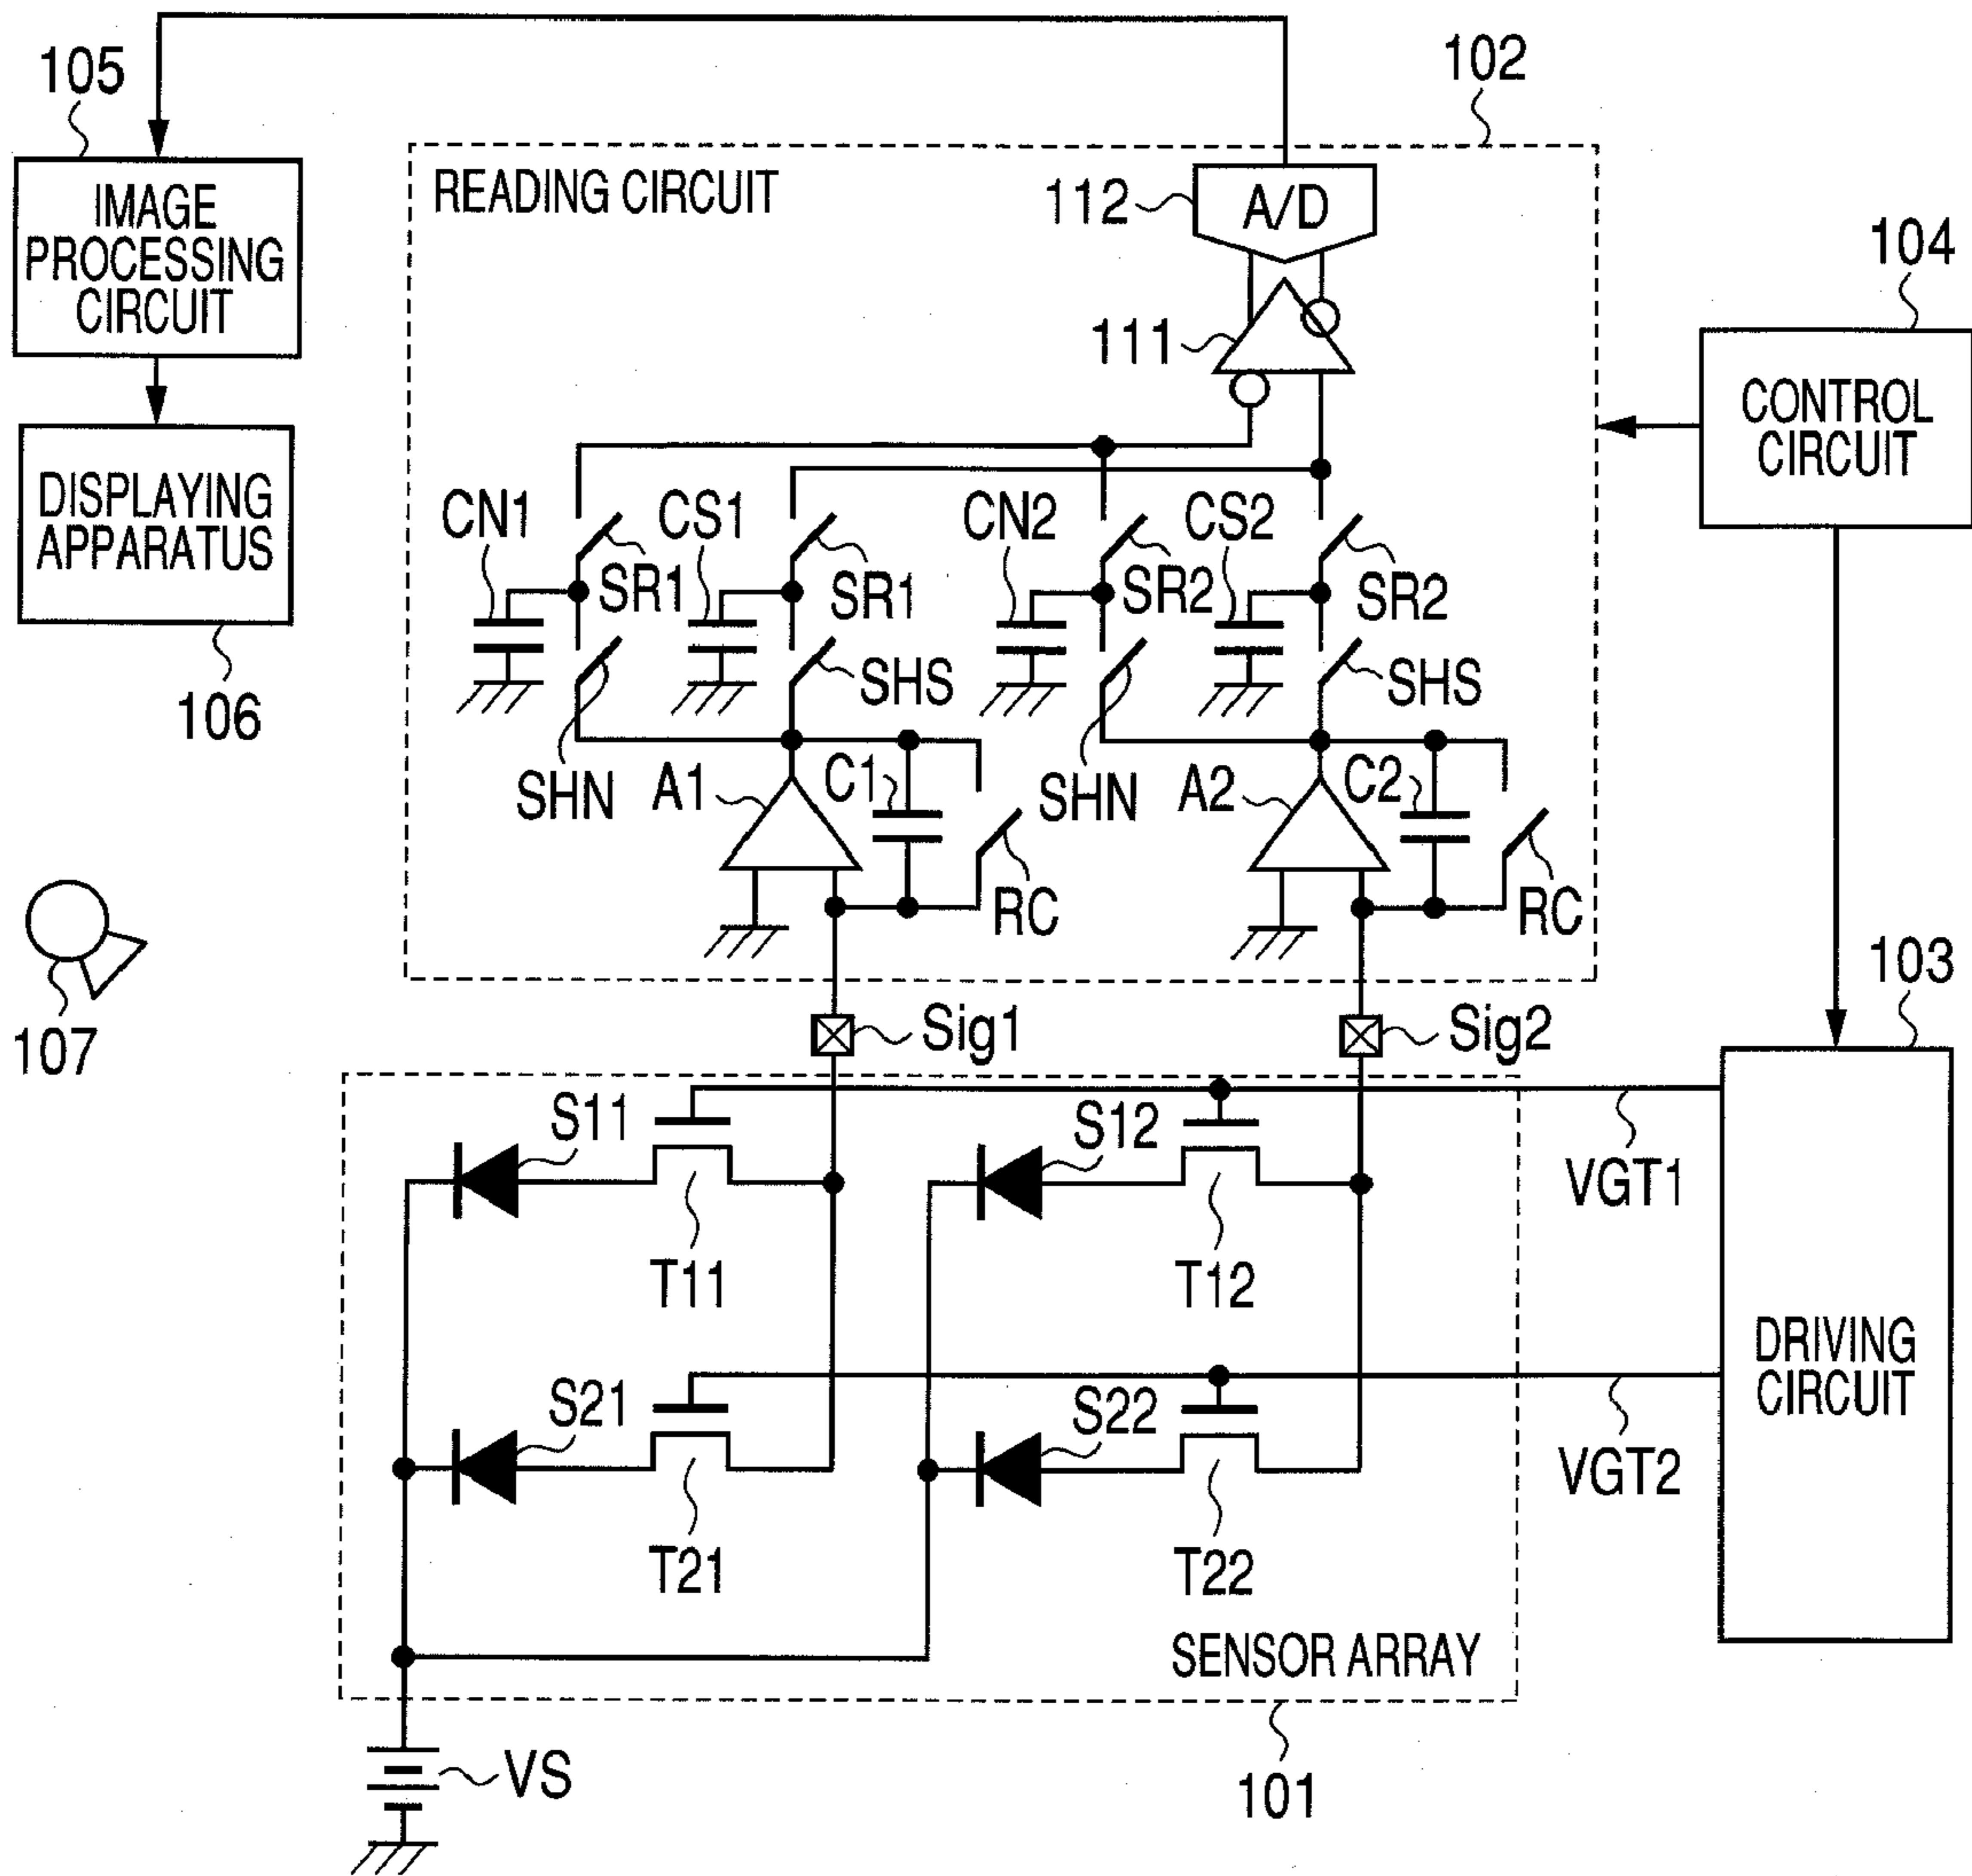 105
102
READING CIRCUIT
112
A/D
IMAGE
PROCESSING
CIRCUIT
104
111
CONTROL
CIRCUIT
DISPLAYING
APPARATUS
CN1
CS1
CN2
CS2
SR1
SR1
SR2
SR2
106
SHS
SHS
SHN
A1
C1
SHN
A2
C2
RC
RC
103
107
Sig1
Sig2
S11
S12
VGT1
T11
T12
DRIVING
CIRCUIT
S21
S22
VGT2
T21
T22
SENSOR ARRAY
VS
101